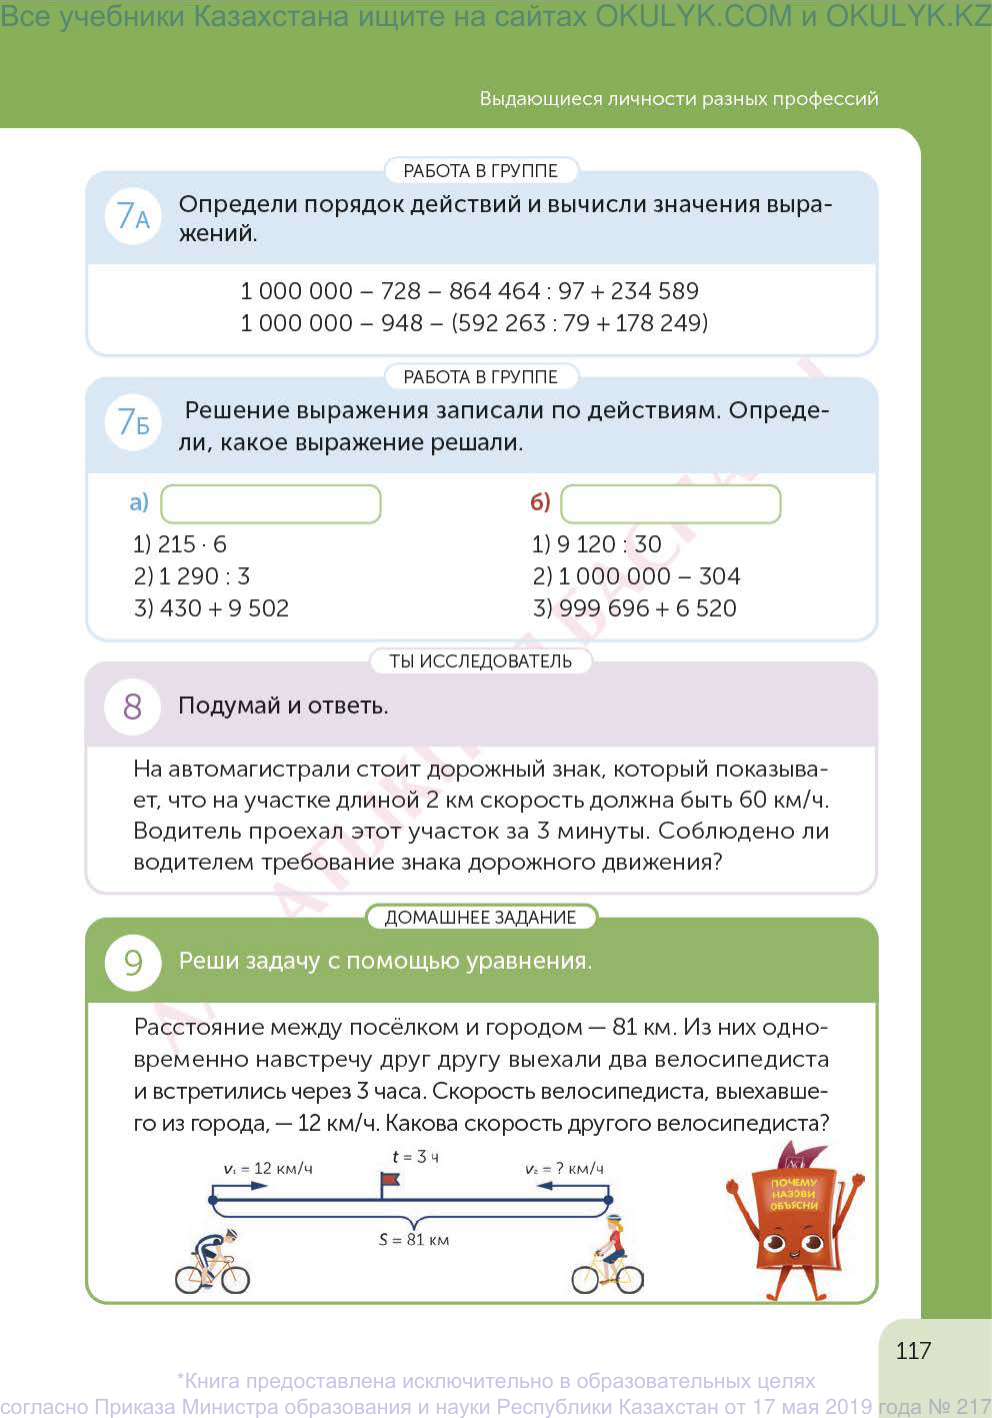 Все учебники Казахстана ищите на сайтах OKULYK.COM и OKULYK.KZ
Выдающиеся личности разных профессий
РАБОТА В ГРУППЕ
7А
Определи порядок действий и вычисли значения выра-
жений.
1 000 000 – 728 – 864 464 : 97 + 234 589
1 000 000 – 948 – (592 263 : 79 + 178 249)
РАБОТА В ГРУППЕ
7Б
Решение выражения записали по действиям. Опреде-
ли, какое выражение решали.
а)
1) 215 · 6
2) 1 290 : 3
3) 430 + 9 502
б)
1) 9 120 : 30
2) 1 000 000 – 304
3) 999 696 + 6 520
ТЫ ИССЛЕДОВАТЕЛЬ
8
Подумай и ответь.
На автомагистрали стоит дорожный знак, который показыва-
ет, что на участке длиной 2 км скорость должна быть 60 км/ч.
Водитель проехал этот участок за 3 минуты. Соблюдено ли
водителем требование знака дорожного движения?
ДОМАШНЕЕ ЗАДАНИЕ
9
Реши задачу с помощью уравнения.
Расстояние между посёлком и городом — 81 км. Из них одно-
временно навстречу друг другу выехали два велосипедиста
и встретились через 3 часа. Скорость велосипедиста, выехавше-
го из города, — 12 км/ч. Какова скорость другого велосипедиста?
t = 3 ч
v₁ = 12 км/ч
v₂ = ? км/ч
S = 81 км
ПОЧЕМУ
НАЗОВИ
ОБЪЯСНИ
117
*Книга предоставлена исключительно в образовательных целях
согласно Приказа Министра образования и науки Республики Казахстан от 17 мая 2019 года № 217